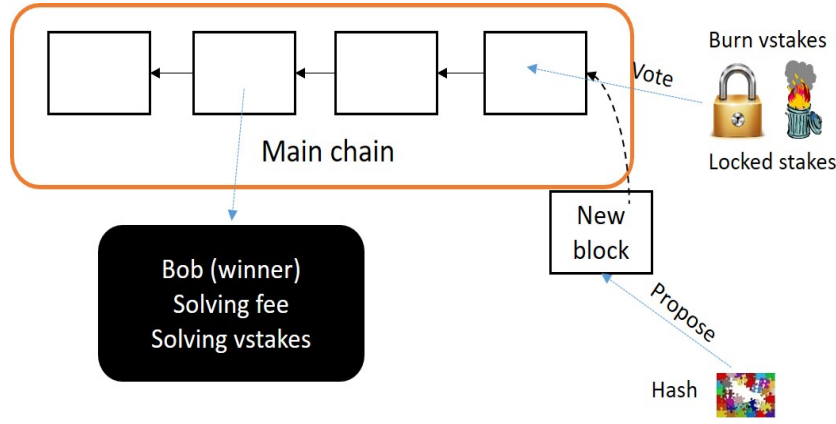 Burn vstakes
Vote
Locked stakes
Main chain
New
block
Bob (winner)
Solving fee
Solving vstakes
Propose
Hash